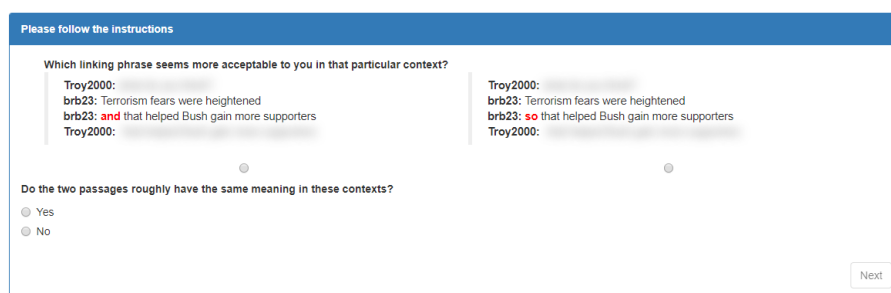 Please follow the instructions
Which linking phrase seems more acceptable to you in that particular context?
Troy2000:
brb23: Terrorism fears were heightened
brb23: and that helped Bush gain more supporters
Troy2000:
Troy2000:
brb23: Terrorism fears were heightened
brb23: so that helped Bush gain more supporters
Troy2000:
Do the two passages roughly have the same meaning in these contexts?
Yes
No
Next